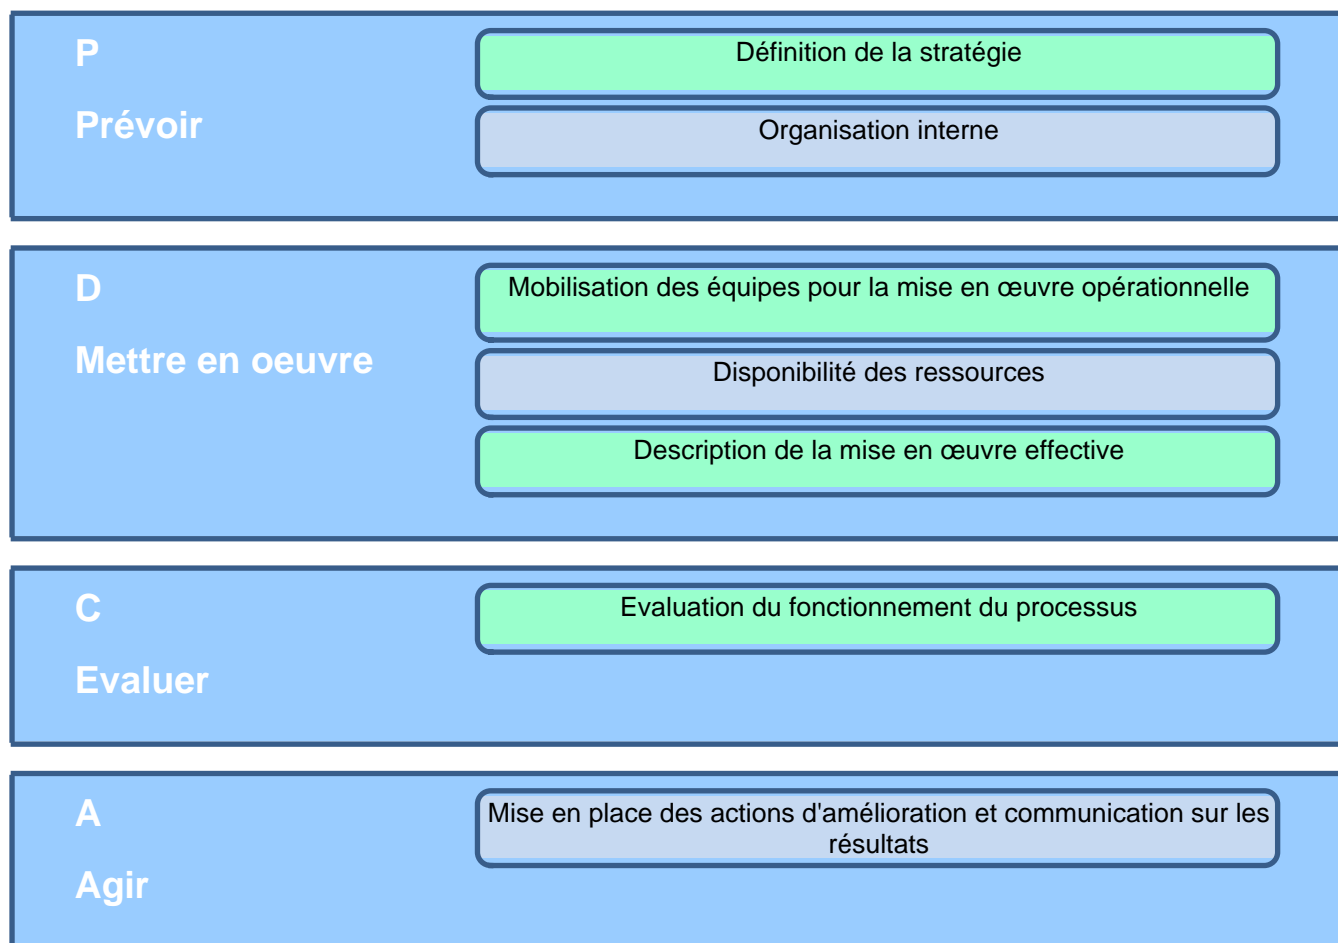 P
Prévoir
Définition de la stratégie
Organisation interne
D
Mettre en oeuvre
Mobilisation des équipes pour la mise en œuvre opérationnelle
Disponibilité des ressources
Description de la mise en œuvre effective
C
Evaluer
Evaluation du fonctionnement du processus
A
Agir
Mise en place des actions d'amélioration et communication sur les
résultats